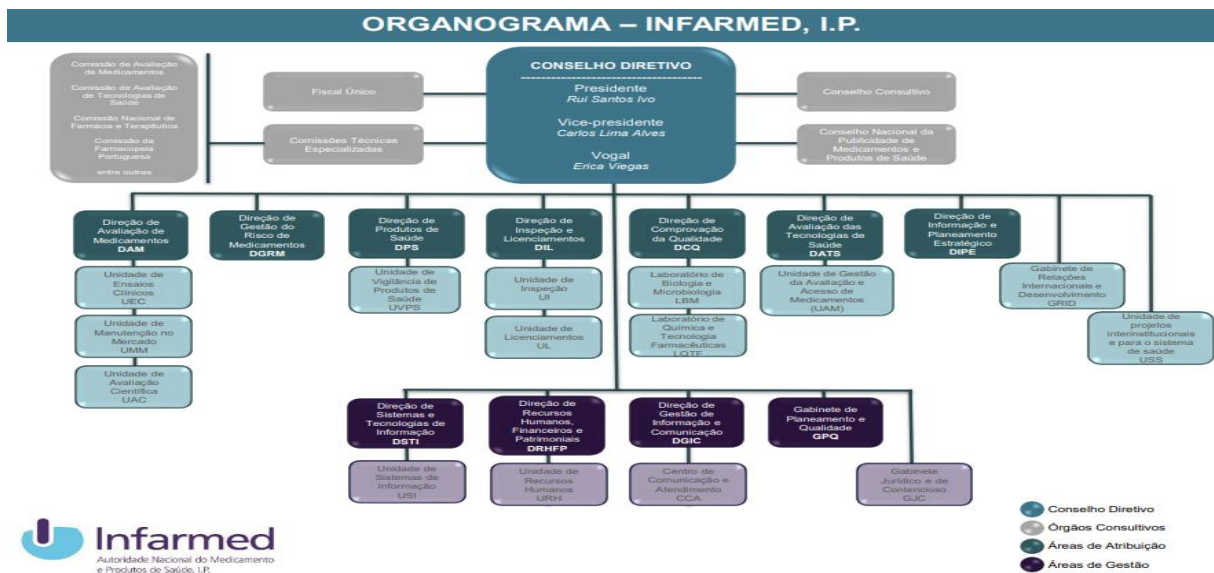 ORGANOGRAMA – INFARMED, I.P.
Comissão de Avaliação
de Medicamentos
Comissão de Avaliação
de Tecnologias de
Saúde
Comissão Nacional de
Farmácia e Terapêutica
Comissão da
Farmacopeia
Portuguesa
entre outras
Fiscal Único
Comissões Técnicas
Especializadas
CONSELHO DIRETIVO
Presidente
Rui Santos Ivo
Vice-presidente
Carlos Lima Alves
Vogal
Erica Viegas
Conselho Consultivo
Conselho Nacional da
Publicidade de
Medicamentos e
Produtos de Saúde
Direção de
Avaliação de
Medicamentos
DAM
Direção de
Gestão do
Risco de
Medicamentos
DGRM
Direção de
Produtos de
Saúde
DPS
Direção de
Inspeção e
Licenciamentos
DIL
Direção de
Comprovação
da Qualidade
DCQ
Direção de
Avaliação das
Tecnologias de
Saúde
DATS
Direção de
Informação e
Planeamento
Estratégico
DIPE
Unidade de
Ensaios
Clínicos
UEC
Unidade de
Vigilância de
Produtos de
Saúde
UVPS
Unidade de
Inspeção
UI
Laboratório de
Biologia e
Microbiologia
LBM
Unidade de Gestão
da Avaliação e
Acesso de
Medicamentos
(UAM)
Gabinete de
Relações
Internacionais e
Desenvolvimento
GRID
Unidade de
Manutenção no
Mercado
UMM
Unidade de
Licenciamentos
UL
Laboratório de
Química e
Tecnologia
Farmacêuticas
LQTF
Unidade de
projetos
interinstitucionais
e para o sistema
de saúde
USS
Unidade de
Avaliação
Científica
UAC
Direção de
Sistemas e
Tecnologias de
Informação
DSTI
Direção de
Recursos
Humanos,
Financeiros e
Patrimoniais
DRHFP
Direção de
Gestão de
Informação e
Comunicação
DGIC
Gabinete de
Planeamento e
Qualidade
GPQ
Unidade de
Sistemas de
Informação
USI
Unidade de
Recursos
Humanos
URH
Centro de
Comunicação e
Atendimento
CCA
Gabinete
Jurídico e de
Contencioso
GJC
Conselho Diretivo
Órgãos Consultivos
Áreas de Atribuição
Áreas de Gestão
Infarmed
Autoridade Nacional do Medicamento
e Produtos de Saúde, I.P.